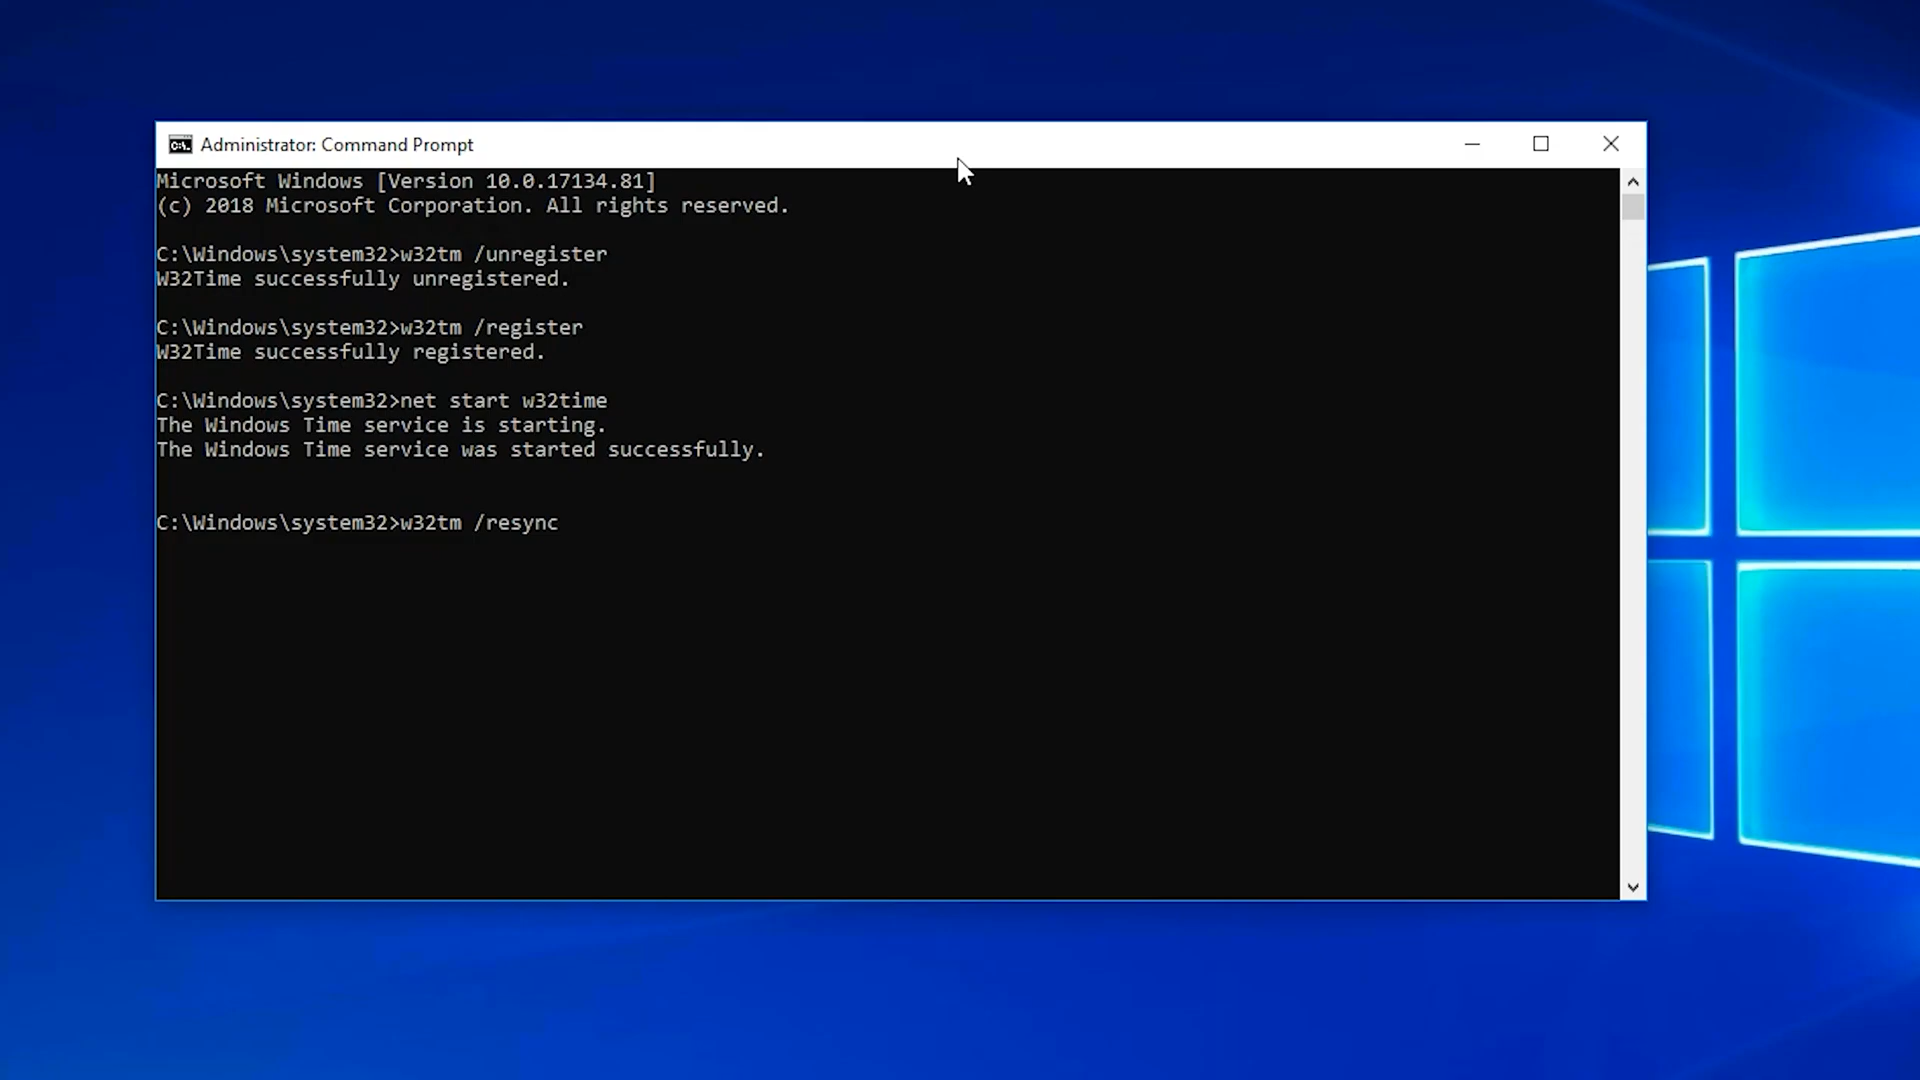 Administrator: Command Prompt
Microsoft Windows [Version 10.0.17134.81]
(c) 2018 Microsoft Corporation. All rights reserved.
C:\Windows\system32>w32tm /unregister
W32Time successfully unregistered.
C:\Windows\system32>w32tm /register
W32Time successfully registered.
C:\Windows\system32>net start w32time
The Windows Time service is starting.
The Windows Time service was started successfully.
C:\Windows\system32>w32tm /resync